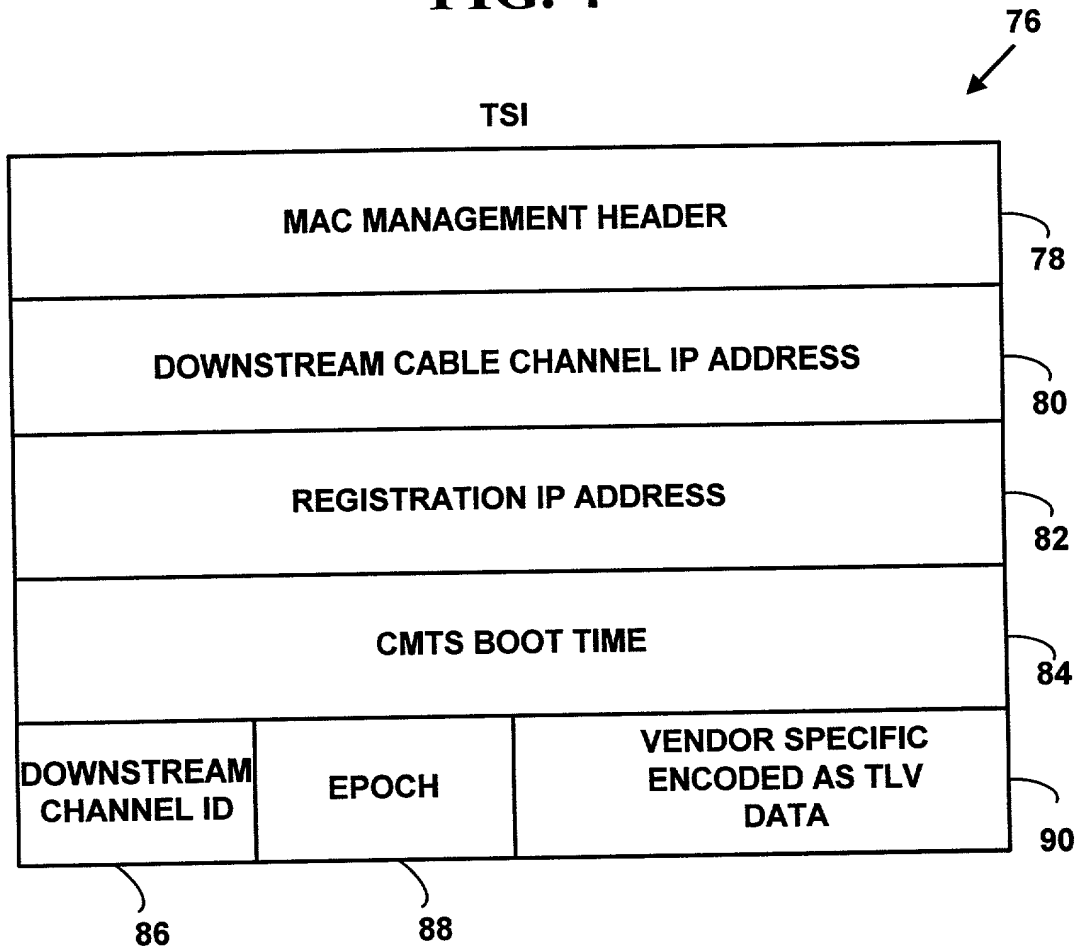 76
TSI
MAC MANAGEMENT HEADER
78
DOWNSTREAM CABLE CHANNEL IP ADDRESS
80
REGISTRATION IP ADDRESS
82
CMTS BOOT TIME
84
DOWNSTREAM
CHANNEL ID
EPOCH
VENDOR SPECIFIC
ENCODED AS TLV
DATA
90
86
88